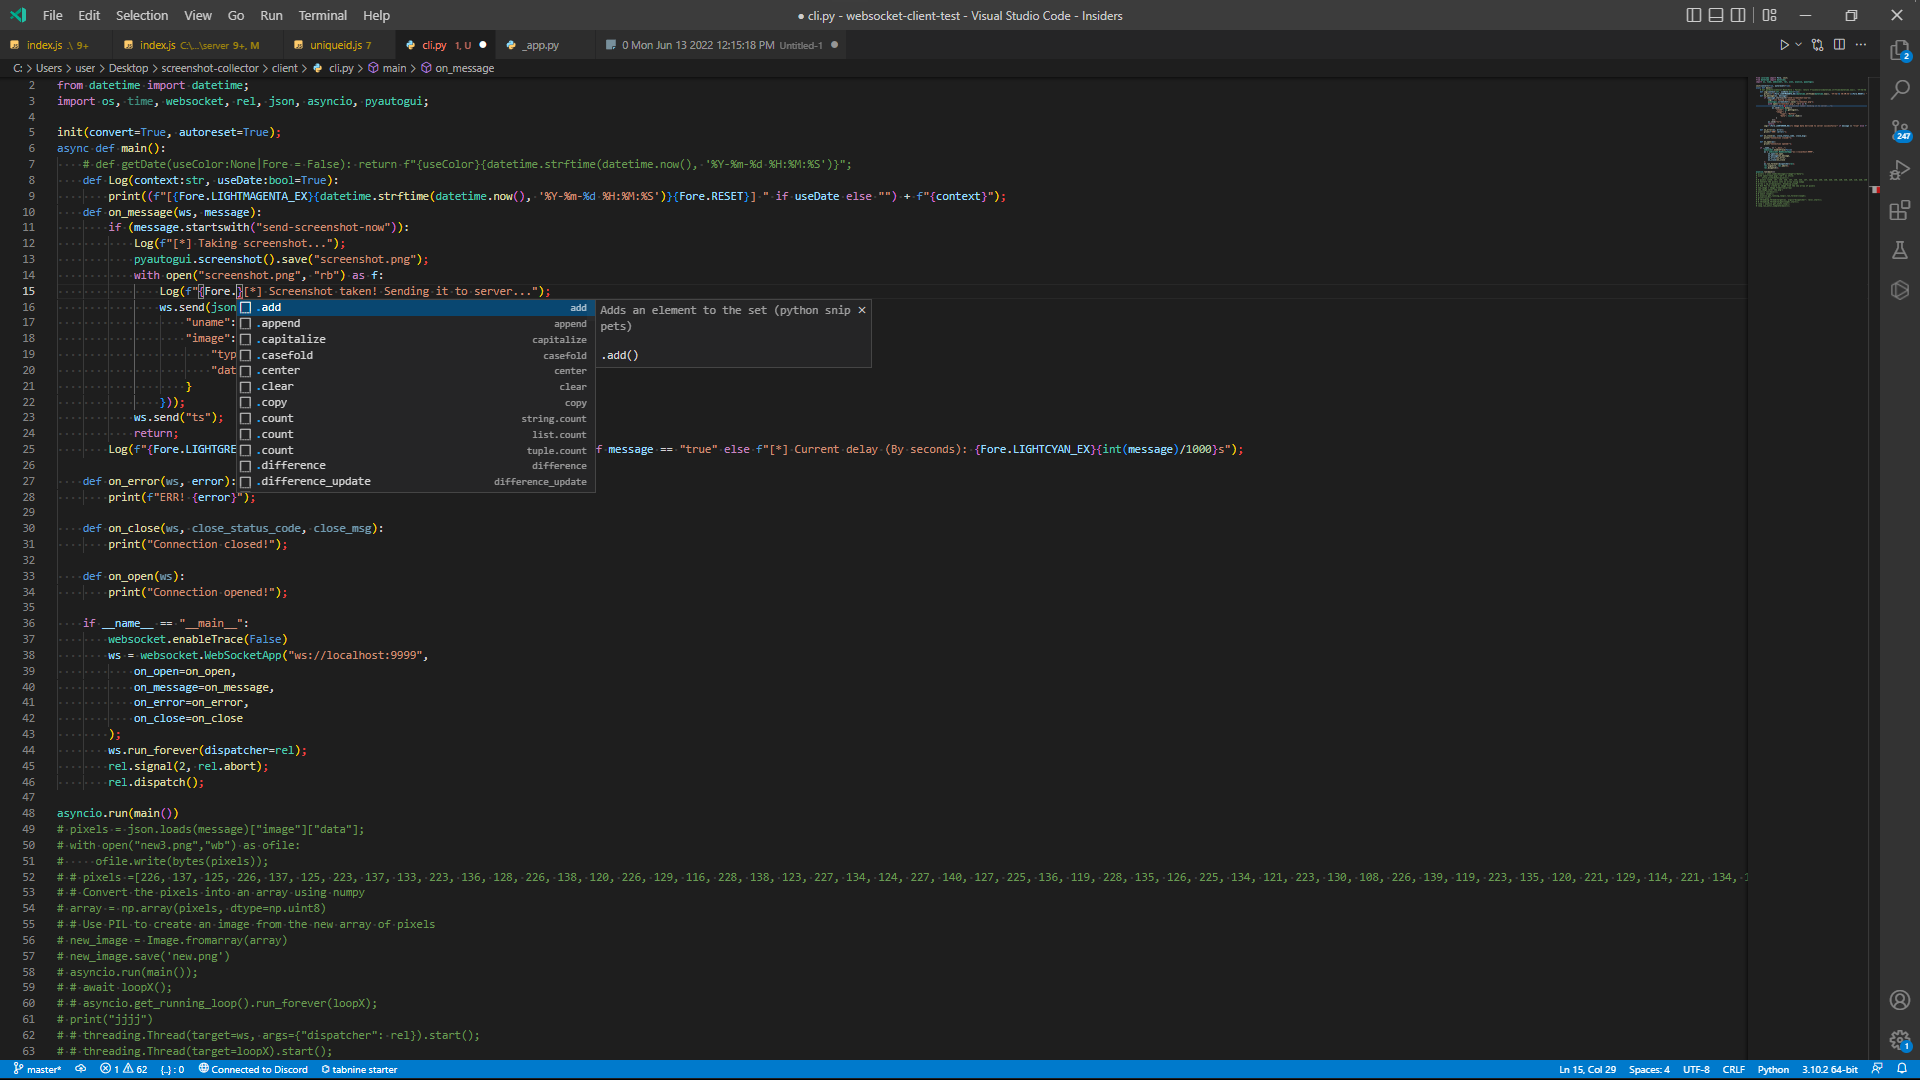 File Edit Selection View Go Run Terminal Help
● cli.py - websocket-client-test - Visual Studio Code - Insiders
index.js .\ 9+
index.js C:\...\server 9+, M
uniqueid.js 7
cli.py 1, U ●
_app.py
0 Mon Jun 13 2022 12:15:18 PM Untitled-1 ●
C: > Users > user > Desktop > screenshot-collector > client > cli.py > main > on_message
2 from datetime import datetime;
3 import os, time, websocket, rel, json, asyncio, pyautogui;
4
5 init(convert=True, autoreset=True);
6 async def main():
7 # def getDate(useColor:None|Fore = False): return f"{useColor}{datetime.strftime(datetime.now(), '%Y-%m-%d %H:%M:%S')}";
8 def Log(context:str, useDate:bool=True):
9 print((f"[{Fore.LIGHTMAGENTA_EX}{datetime.strftime(datetime.now(), '%Y-%m-%d %H:%M:%S')}{Fore.RESET}] " if useDate else "") + f"{context}");
10 def on_message(ws, message):
11 if (message.startswith("send-screenshot-now")):
12 Log(f"[*] Taking screenshot...");
13 pyautogui.screenshot().save("screenshot.png");
14 with open("screenshot.png", "rb") as f:
15 Log(f"{Fore.}[*] Screenshot taken! Sending it to server...");
16 ws.send(json
17 "uname":
18 "image":
19 "typ
20 "dat
21 }
22 }));
23 ws.send("ts");
24 return;
25 Log(f"{Fore.LIGHTGRE f message == "true" else f"[*] Current delay (By seconds): {Fore.LIGHTCYAN_EX}{int(message)/1000}s");
26
27 def on_error(ws, error):
28 print(f"ERR! {error}");
29
30 def on_close(ws, close_status_code, close_msg):
31 print("Connection closed!");
32
33 def on_open(ws):
34 print("Connection opened!");
35
36 if __name__ == "__main__":
37 websocket.enableTrace(False)
38 ws = websocket.WebSocketApp("ws://localhost:9999",
39 on_open=on_open,
40 on_message=on_message,
41 on_error=on_error,
42 on_close=on_close
43 );
44 ws.run_forever(dispatcher=rel);
45 rel.signal(2, rel.abort);
46 rel.dispatch();
47
48 asyncio.run(main())
49 # pixels = json.loads(message)["image"]["data"];
50 # with open("new3.png","wb") as ofile:
51 # ofile.write(bytes(pixels));
52 # # pixels =[226, 137, 125, 226, 137, 125, 223, 137, 133, 223, 136, 128, 226, 138, 120, 226, 129, 116, 228, 138, 123, 227, 134, 124, 227, 140, 127, 225, 136, 119, 228, 135, 126, 225, 134, 121, 223, 130, 108, 226, 139, 119, 223, 135, 120, 221, 129, 114, 221, 134, 1
53 # # Convert the pixels into an array using numpy
54 # array = np.array(pixels, dtype=np.uint8)
55 # # Use PIL to create an image from the new array of pixels
56 # new_image = Image.fromarray(array)
57 # new_image.save('new.png')
58 # asyncio.run(main());
59 # # await loopX();
60 # # asyncio.get_running_loop().run_forever(loopX);
61 # print("jjjj")
62 # # threading.Thread(target=ws, args={"dispatcher": rel}).start();
63 # # threading.Thread(target=loopX).start();
.add add
.append append
.capitalize capitalize
.casefold casefold
.center center
.clear clear
.copy copy
.count string.count
.count list.count
.count tuple.count
.difference difference
.difference_update difference_update
Adds an element to the set (python snip
pets)
.add()
2
247
1
master* 1 62 {..} : 0 Connected to Discord tabnine starter
Ln 15, Col 29 Spaces: 4 UTF-8 CRLF Python 3.10.2 64-bit